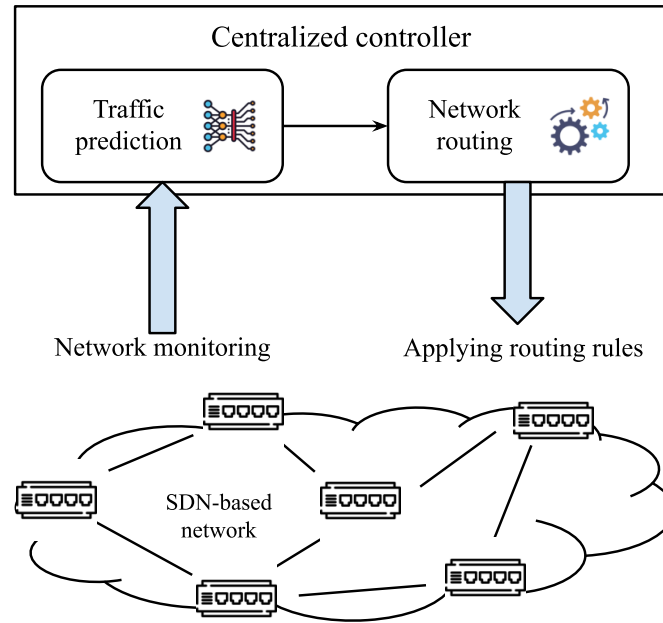 Centralized controller
Traffic
prediction
Network
routing
Network monitoring
Applying routing rules
SDN-based
network